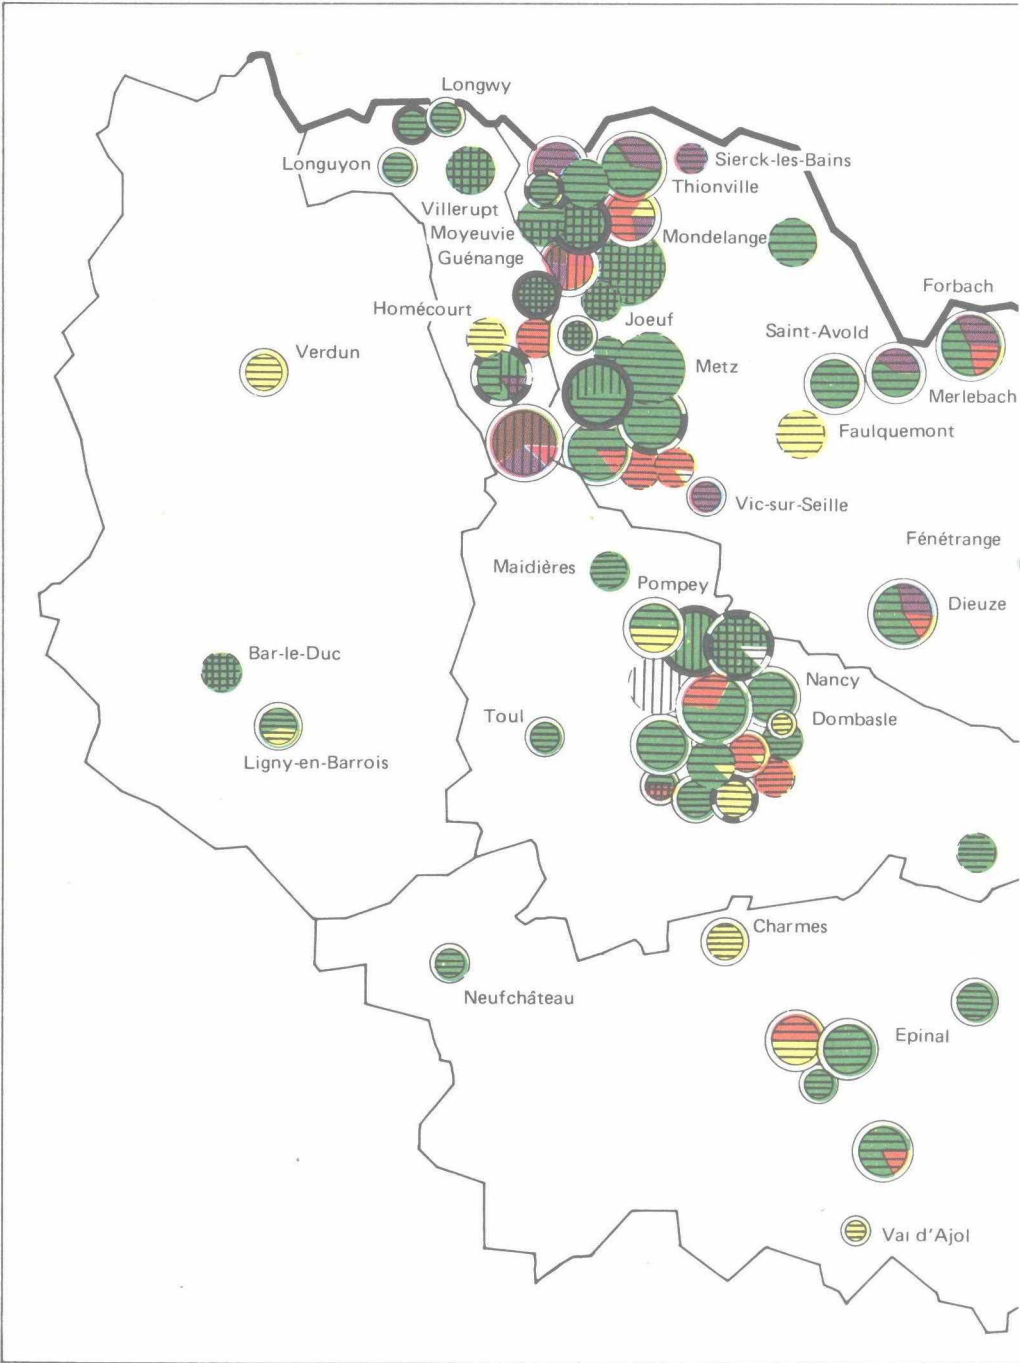 Longwy
Longuyon
Sierck-les-Bains
Thionville
Villerupt
Moyeuvie
Guénange
Mondelange
Forbach
Homécourt
Joeuf
Saint-Avold
Verdun
Metz
Merlebach
Faulquemont
Vic-sur-Seille
Fénétrange
Maidières
Pompey
Dieuze
Bar-le-Duc
Nancy
Toul
Dombasle
Ligny-en-Barrois
Charmes
Neufchâteau
Epinal
Val d'Ajol